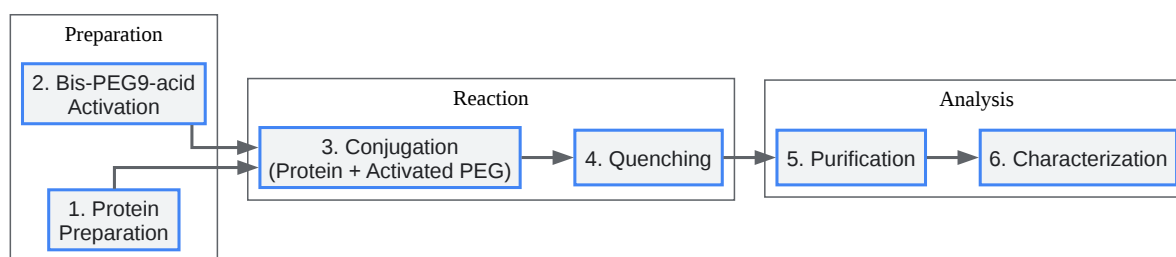 Preparation
2. Bis-PEG9-acid
Activation
1. Protein
Preparation
Reaction
3. Conjugation
(Protein + Activated PEG)
4. Quenching
Analysis
5. Purification
6. Characterization